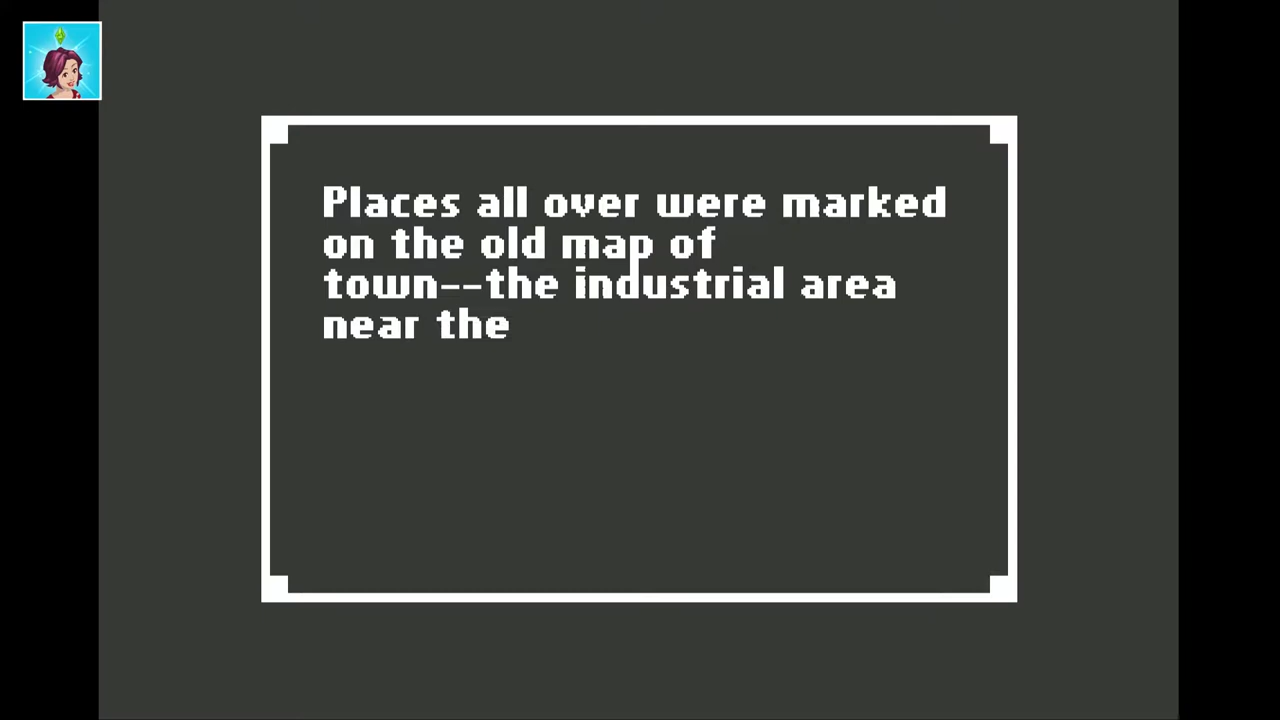 Places all over were marked
on the old map of
town--the industrial area
near the